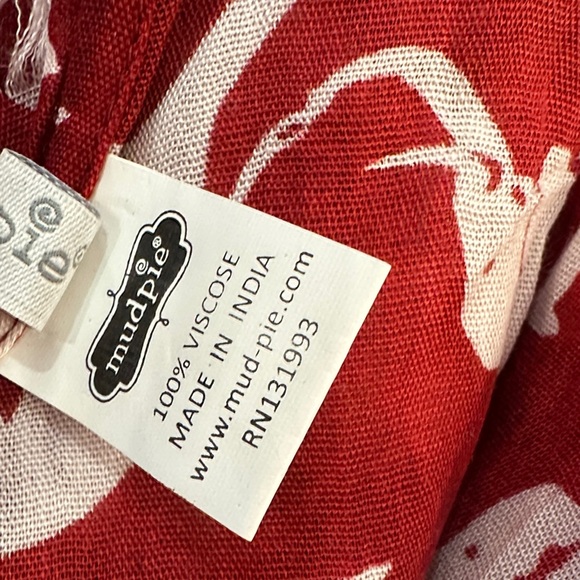 mudpie®
100% VISCOSE
MADE IN INDIA
www.mud-pie.com
RN131993